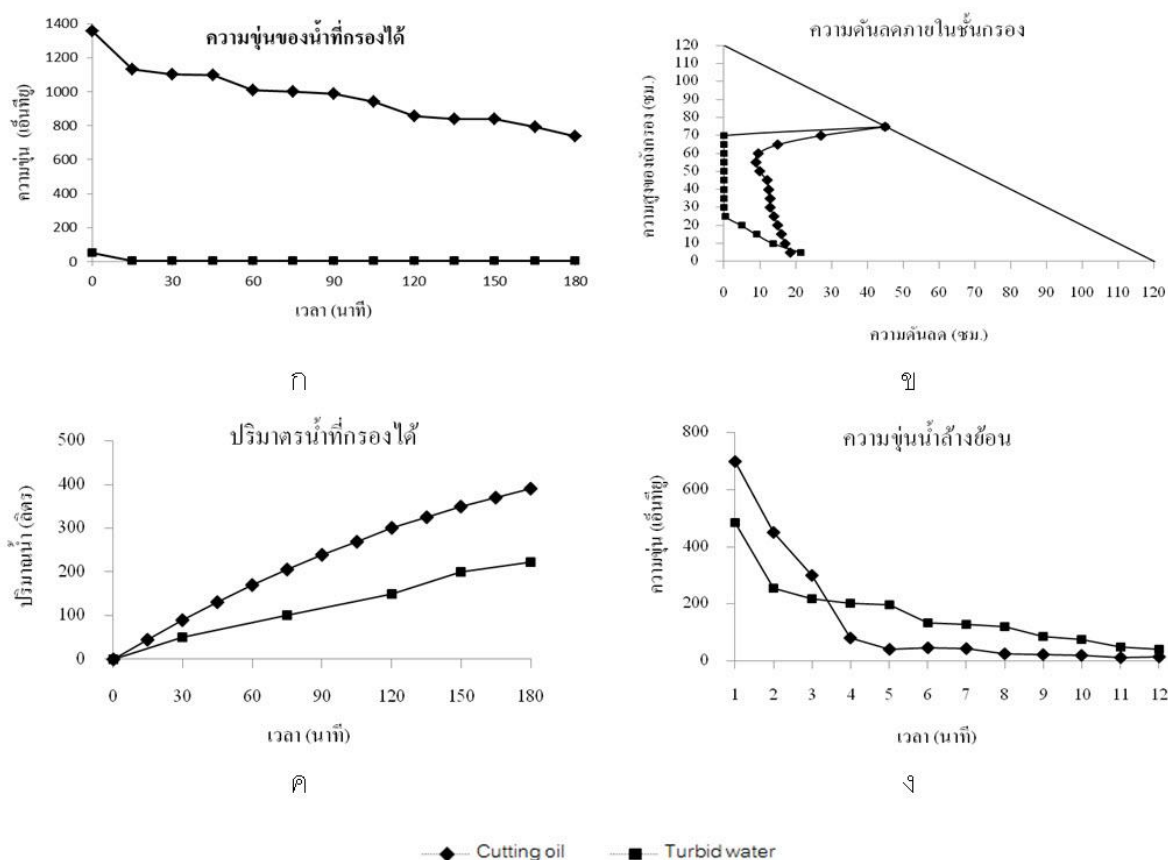 ความขุ่นของน้ำที่กรองได้
ความขุ่น (เอ็นทียู)
1400
1200
1000
800
600
400
200
0
0 30 60 90 120 150 180
เวลา (นาที)
ก
ความดันลดภายในชั้นกรอง
ความสูงของถังกรอง (ซม.)
120
110
100
90
80
70
60
50
40
30
20
10
0
0 10 20 30 40 50 60 70 80 90 100 110 120
ความดันลด (ซม.)
ข
ปริมาตรน้ำที่กรองได้
ปริมาณน้ำ (ลิตร)
500
400
300
200
100
0
0 30 60 90 120 150 180
เวลา (นาที)
ค
ความขุ่นน้ำล้างย้อน
ความขุ่น (เอ็นทียู)
800
600
400
200
0
1 2 3 4 5 6 7 8 9 10 11 12
เวลา (นาที)
ง
Cutting oil Turbid water